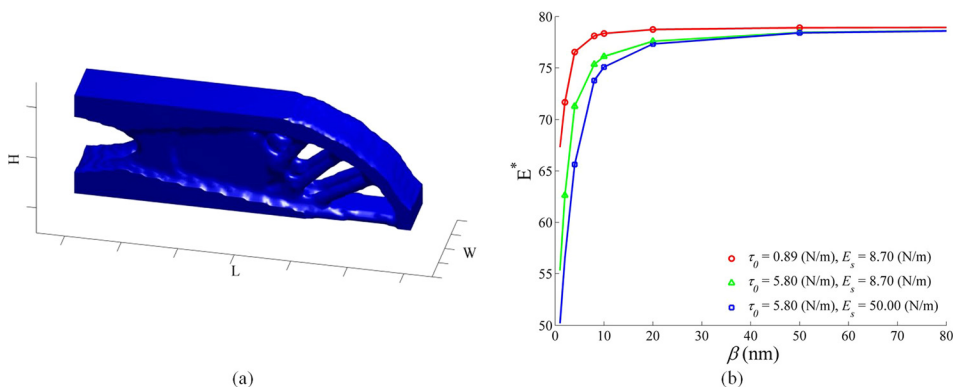 H
L
W
(a)
80
75
70
65
60
55
50
E*
0
10
20
30
40
50
60
70
80
β (nm)
τ0 = 0.89 (N/m), Es = 8.70 (N/m)
τ0 = 5.80 (N/m), Es = 8.70 (N/m)
τ0 = 5.80 (N/m), Es = 50.00 (N/m)
(b)